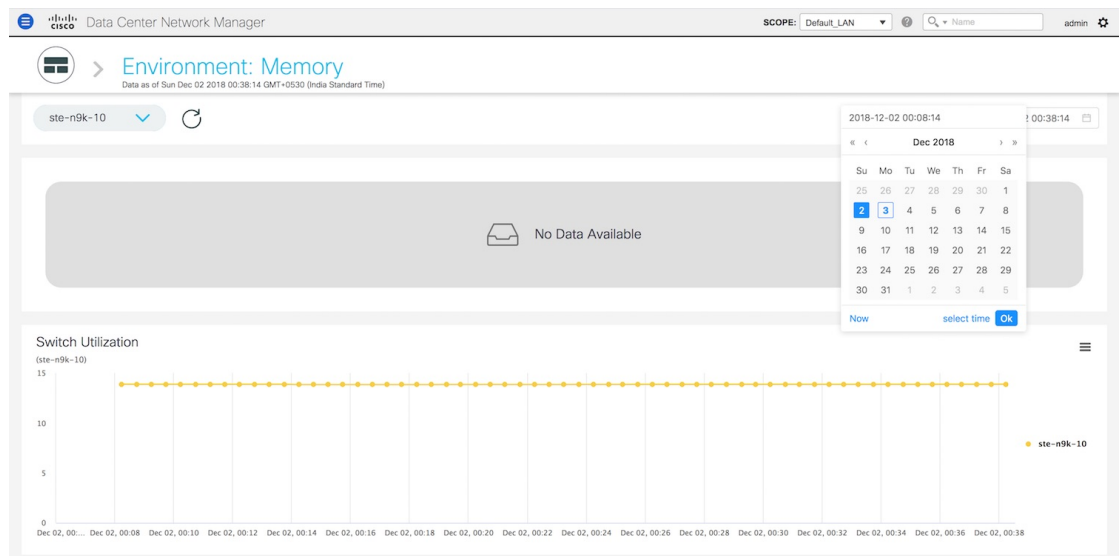 CISCO Data Center Network Manager
SCOPE: Default_LAN
Name
admin
Environment: Memory
Data as of Sun Dec 02 2018 00:38:14 GMT+0530 (India Standard Time)
ste-n9k-10
2018-12-02 00:08:14
2 00:38:14
« ‹ Dec 2018 › »
Su Mo Tu We Th Fr Sa
25 26 27 28 29 30 1
2 3 4 5 6 7 8
9 10 11 12 13 14 15
16 17 18 19 20 21 22
23 24 25 26 27 28 29
30 31 1 2 3 4 5
Now select time Ok
No Data Available
Switch Utilization
(ste-n9k-10)
15
10
5
0
ste-n9k-10
Dec 02, 00:... Dec 02, 00:08 Dec 02, 00:10 Dec 02, 00:12 Dec 02, 00:14 Dec 02, 00:16 Dec 02, 00:18 Dec 02, 00:20 Dec 02, 00:22 Dec 02, 00:24 Dec 02, 00:26 Dec 02, 00:28 Dec 02, 00:30 Dec 02, 00:32 Dec 02, 00:34 Dec 02, 00:36 Dec 02, 00:38